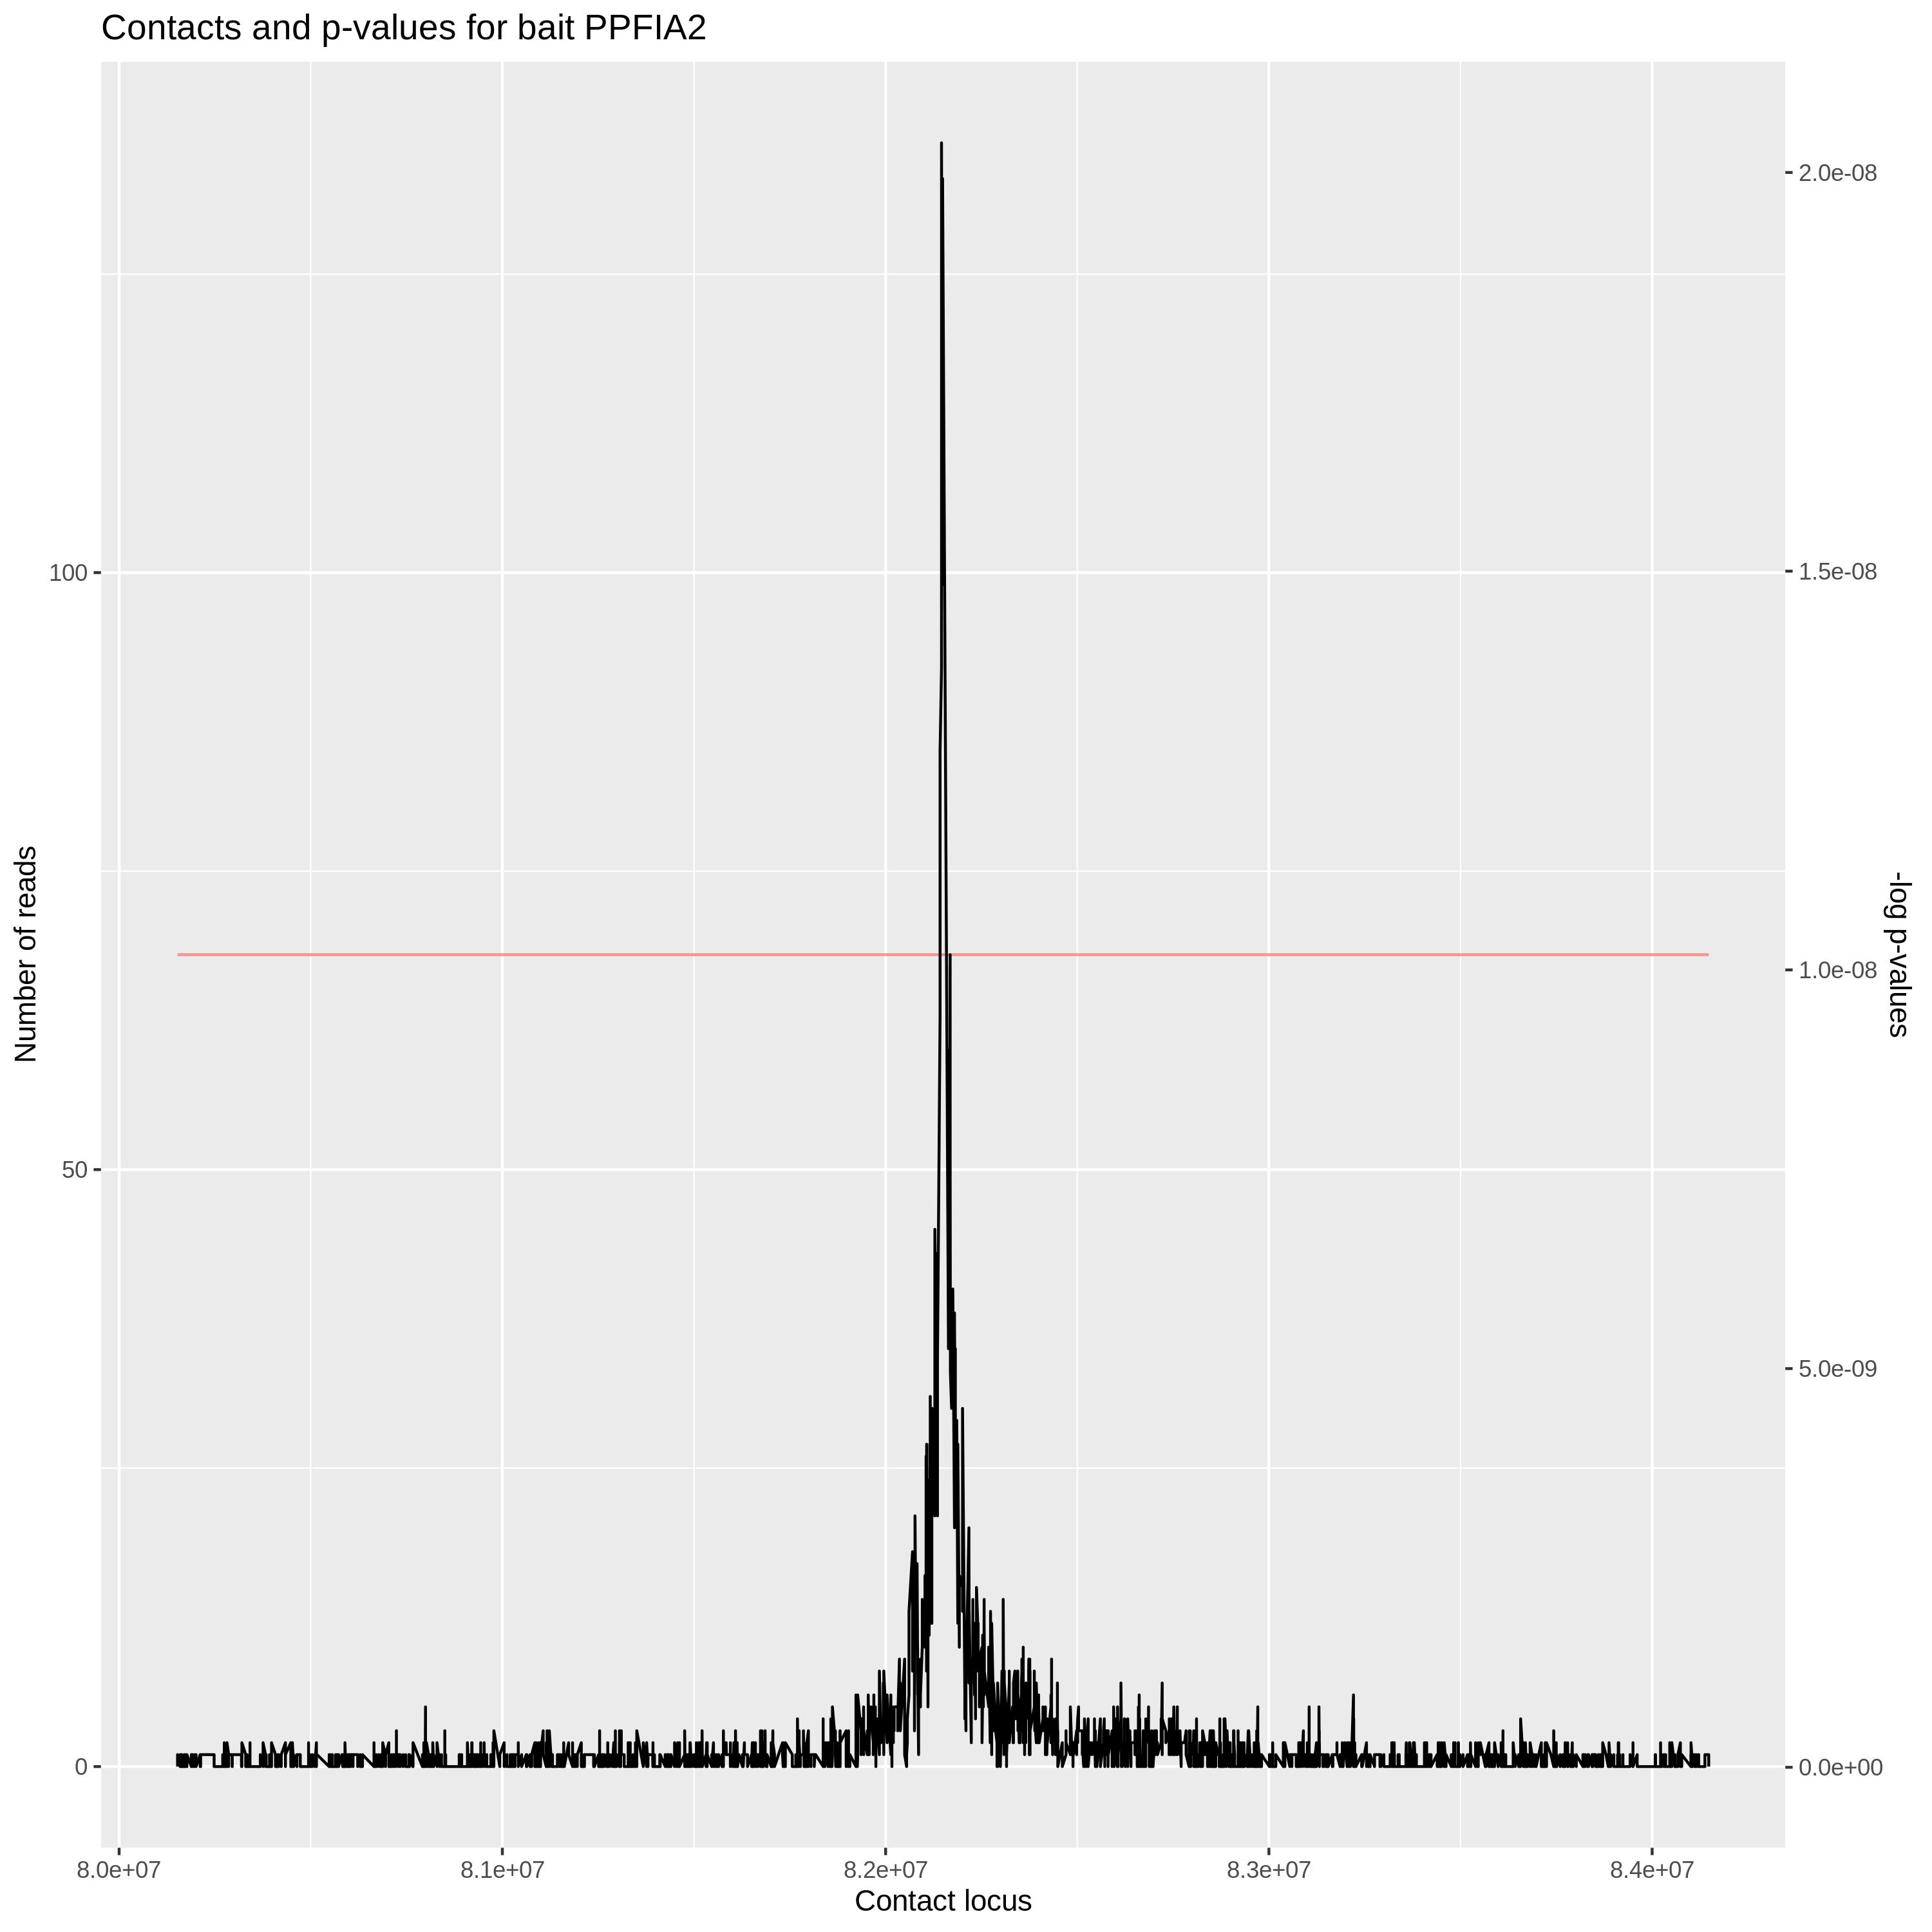 Contacts and p-values for bait PPFIA2
Number of reads
100
50
0
2.0e-08
1.5e-08
1.0e-08
5.0e-09
0.0e+00
-log p-values
8.0e+07
8.1e+07
8.2e+07
8.3e+07
8.4e+07
Contact locus